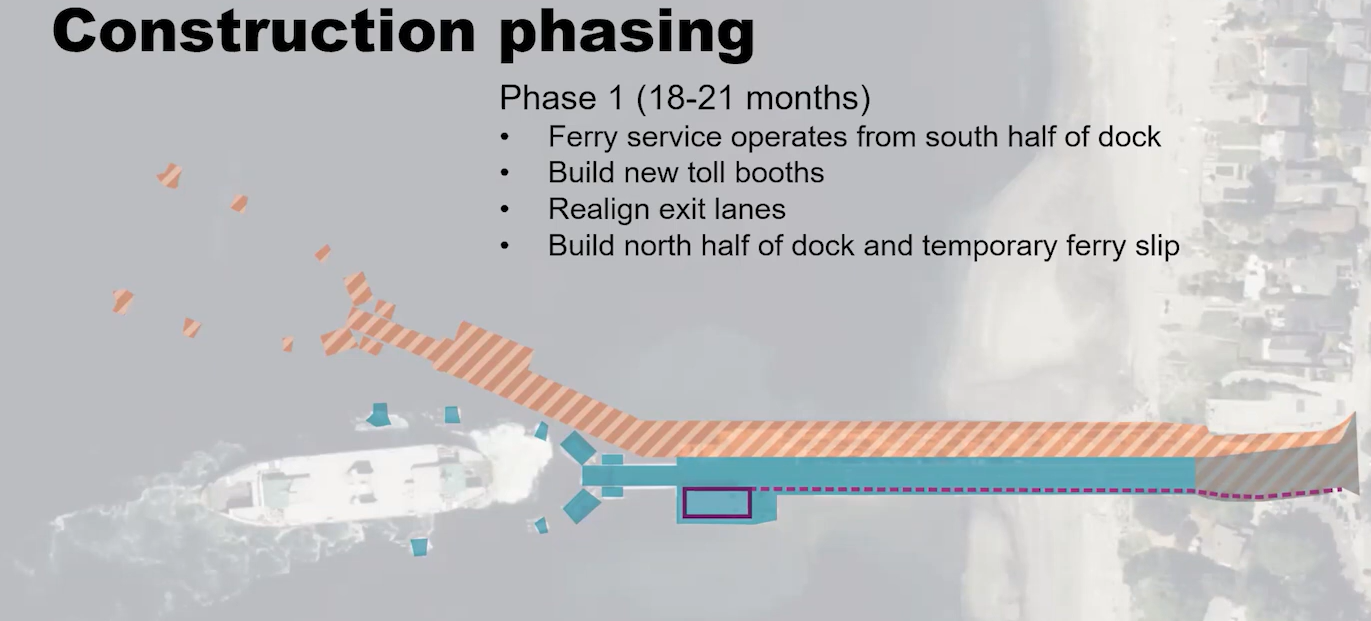 Construction phasing
Phase 1 (18-21 months)
• Ferry service operates from south half of dock
• Build new toll booths
• Realign exit lanes
• Build north half of dock and temporary ferry slip